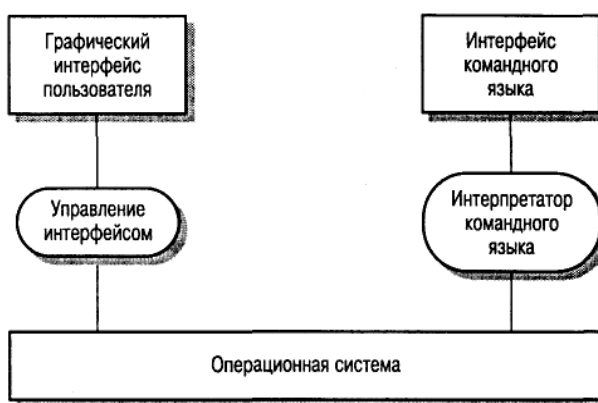 Графический
интерфейс
пользователя
Интерфейс
командного
языка
Управление
интерфейсом
Интерпретатор
командного
языка
Операционная система